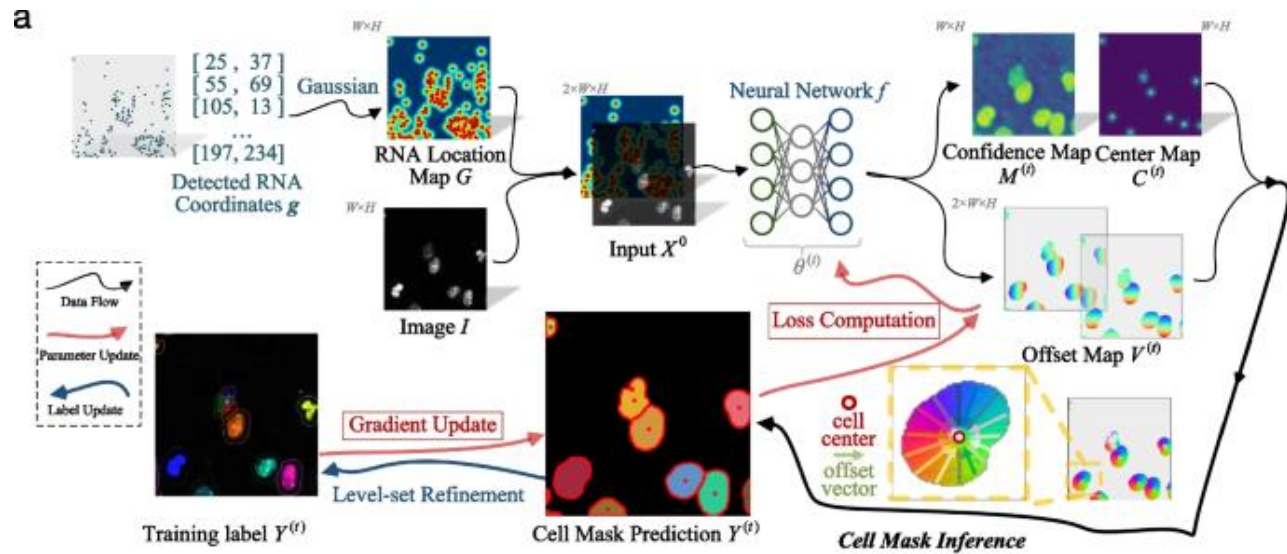 a
[ 25 , 37]
[ 55 , 69]
[105 , 13]
...
[197, 234]
Detected RNA
Coordinates g
Gaussian
W×H
RNA Location
Map G
W×H
Image I
2×W×H
Input X⁰
Neural Network f
θ⁽ᵗ⁾
W×H
Confidence Map
M⁽ᵗ⁾
W×H
Center Map
C⁽ᵗ⁾
2×W×H
Offset Map V⁽ᵗ⁾
Data Flow
Parameter Update
Label Update
Loss Computation
Gradient Update
Level-set Refinement
Training label Y⁽ᵗ⁾
Cell Mask Prediction Y⁽ᵗ⁾
cell
center
offset
vector
Cell Mask Inference